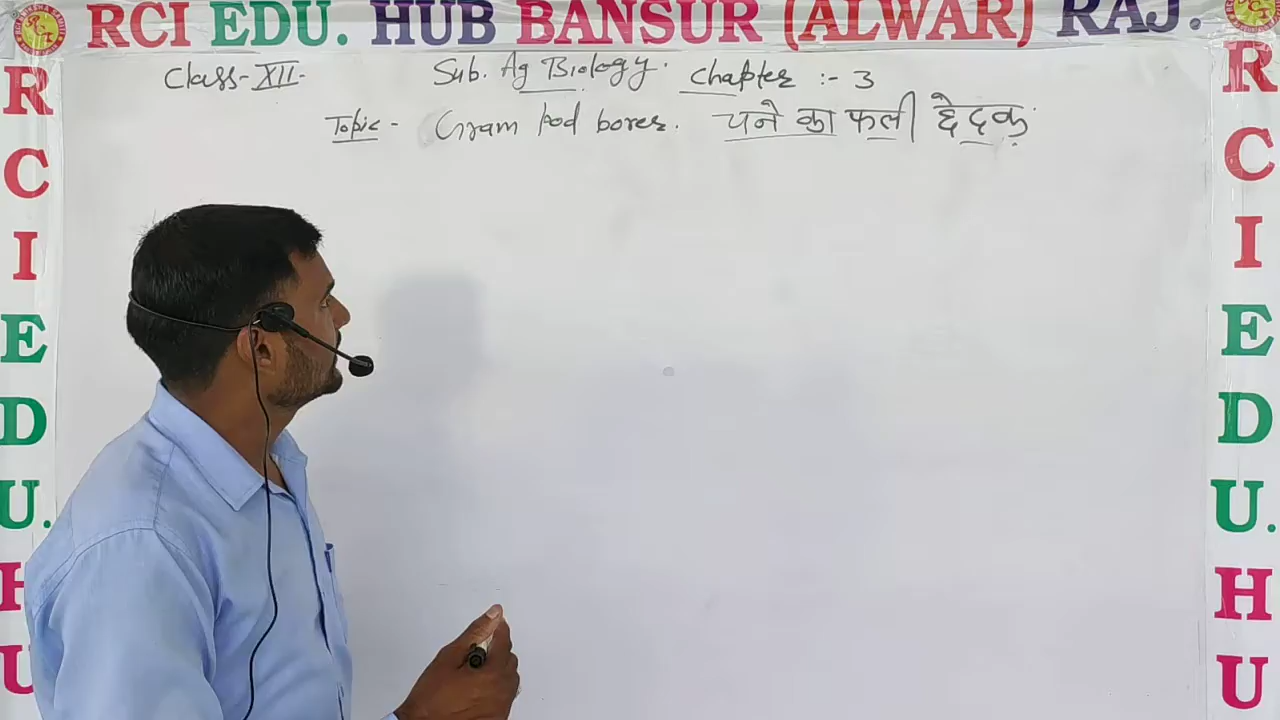 RCI EDU. HUB BANSUR (ALWAR) RAJ.
Class-XII- Sub. Ag Biology. Chapter :- 3
Topic - Gram pod borer. चने का फली छेदक
R
C
I
E
D
U.
H
U
R
C
I
E
D
U.
H
U